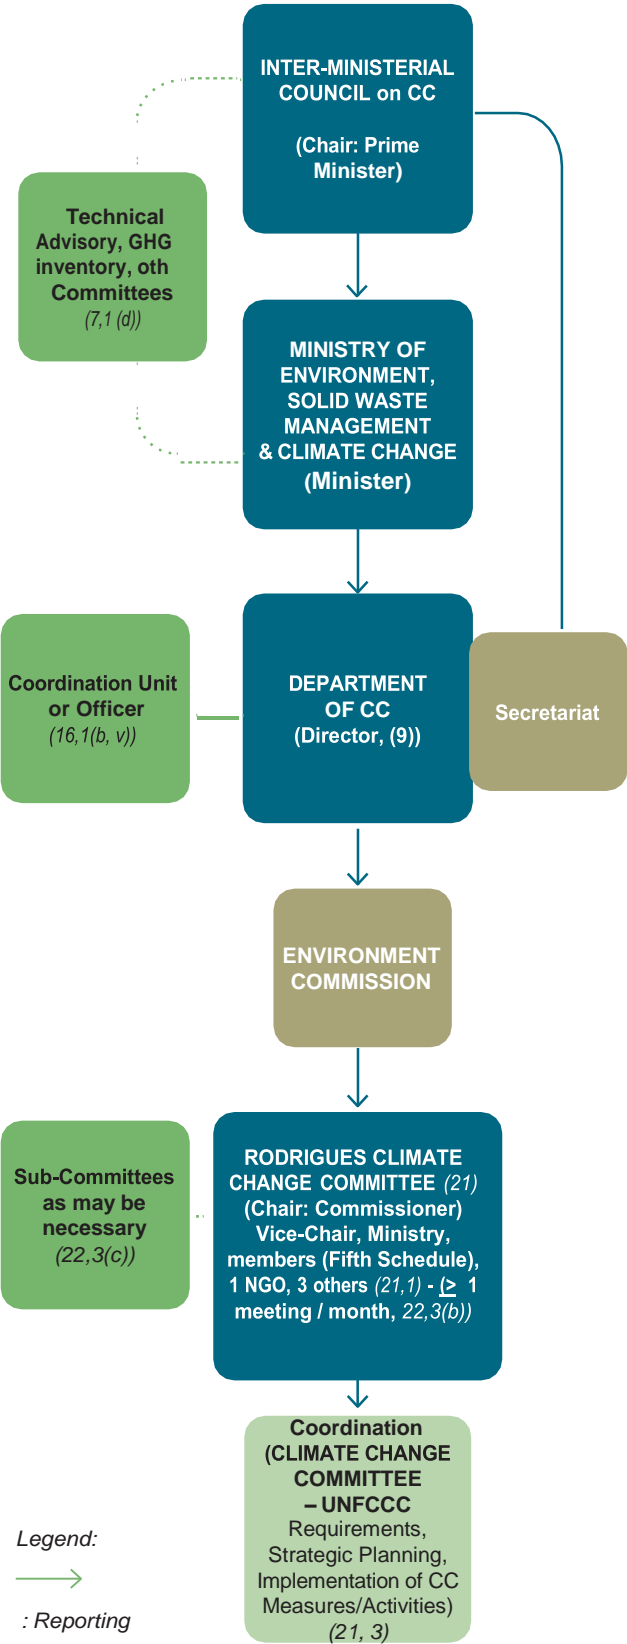 INTER-MINISTERIAL
COUNCIL on CC
(Chair: Prime
Minister)
Technical
Advisory, GHG
inventory, oth
Committees
(7,1 (d))
MINISTRY OF
ENVIRONMENT,
SOLID WASTE
MANAGEMENT
& CLIMATE CHANGE
(Minister)
Coordination Unit
or Officer
(16,1(b, v))
DEPARTMENT
OF CC
(Director, (9))
Secretariat
ENVIRONMENT
COMMISSION
Sub-Committees
as may be
necessary
(22,3(c))
RODRIGUES CLIMATE
CHANGE COMMITTEE (21)
(Chair: Commissioner)
Vice-Chair, Ministry,
members (Fifth Schedule),
1 NGO, 3 others (21,1) - (≥ 1
meeting / month, 22,3(b))
Coordination
(CLIMATE CHANGE
COMMITTEE
– UNFCCC
Requirements,
Strategic Planning,
Implementation of CC
Measures/Activities)
(21, 3)
Legend:
: Reporting